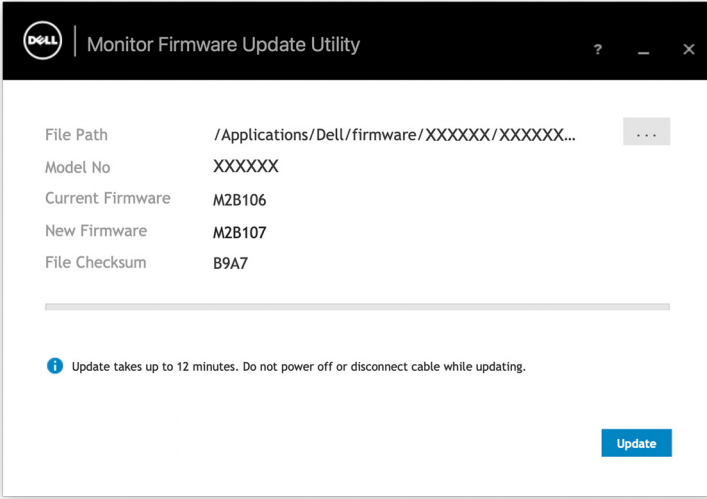 DELL Monitor Firmware Update Utility ? _ ✕
File Path /Applications/Dell/firmware/XXXXXX/XXXXXX... ...
Model No XXXXXX
Current Firmware M2B106
New Firmware M2B107
File Checksum B9A7
i Update takes up to 12 minutes. Do not power off or disconnect cable while updating.
Update